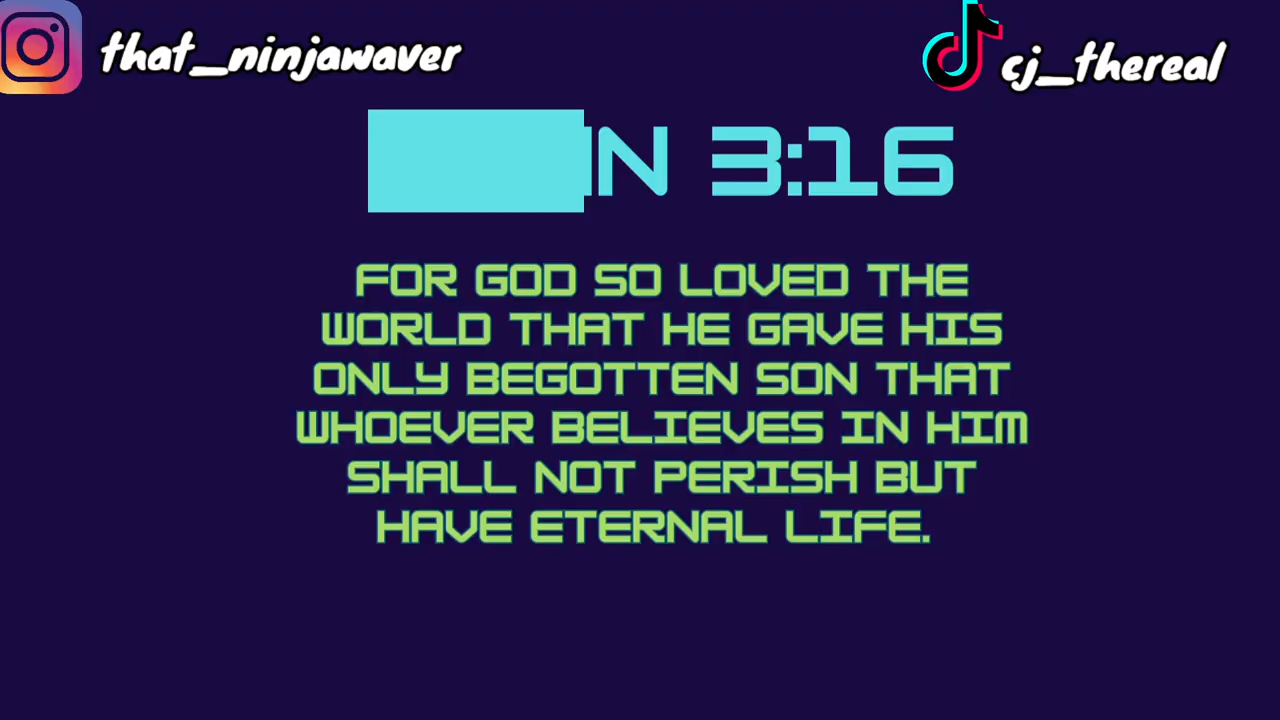 that_ninjawaver
cj_thereal
3:16
FOR GOD SO LOVED THE
WORLD THAT HE GAVE HIS
ONLY BEGOTTEN SON THAT
WHOEVER BELIEVES IN HIM
SHALL NOT PERISH BUT
HAVE ETERNAL LIFE.